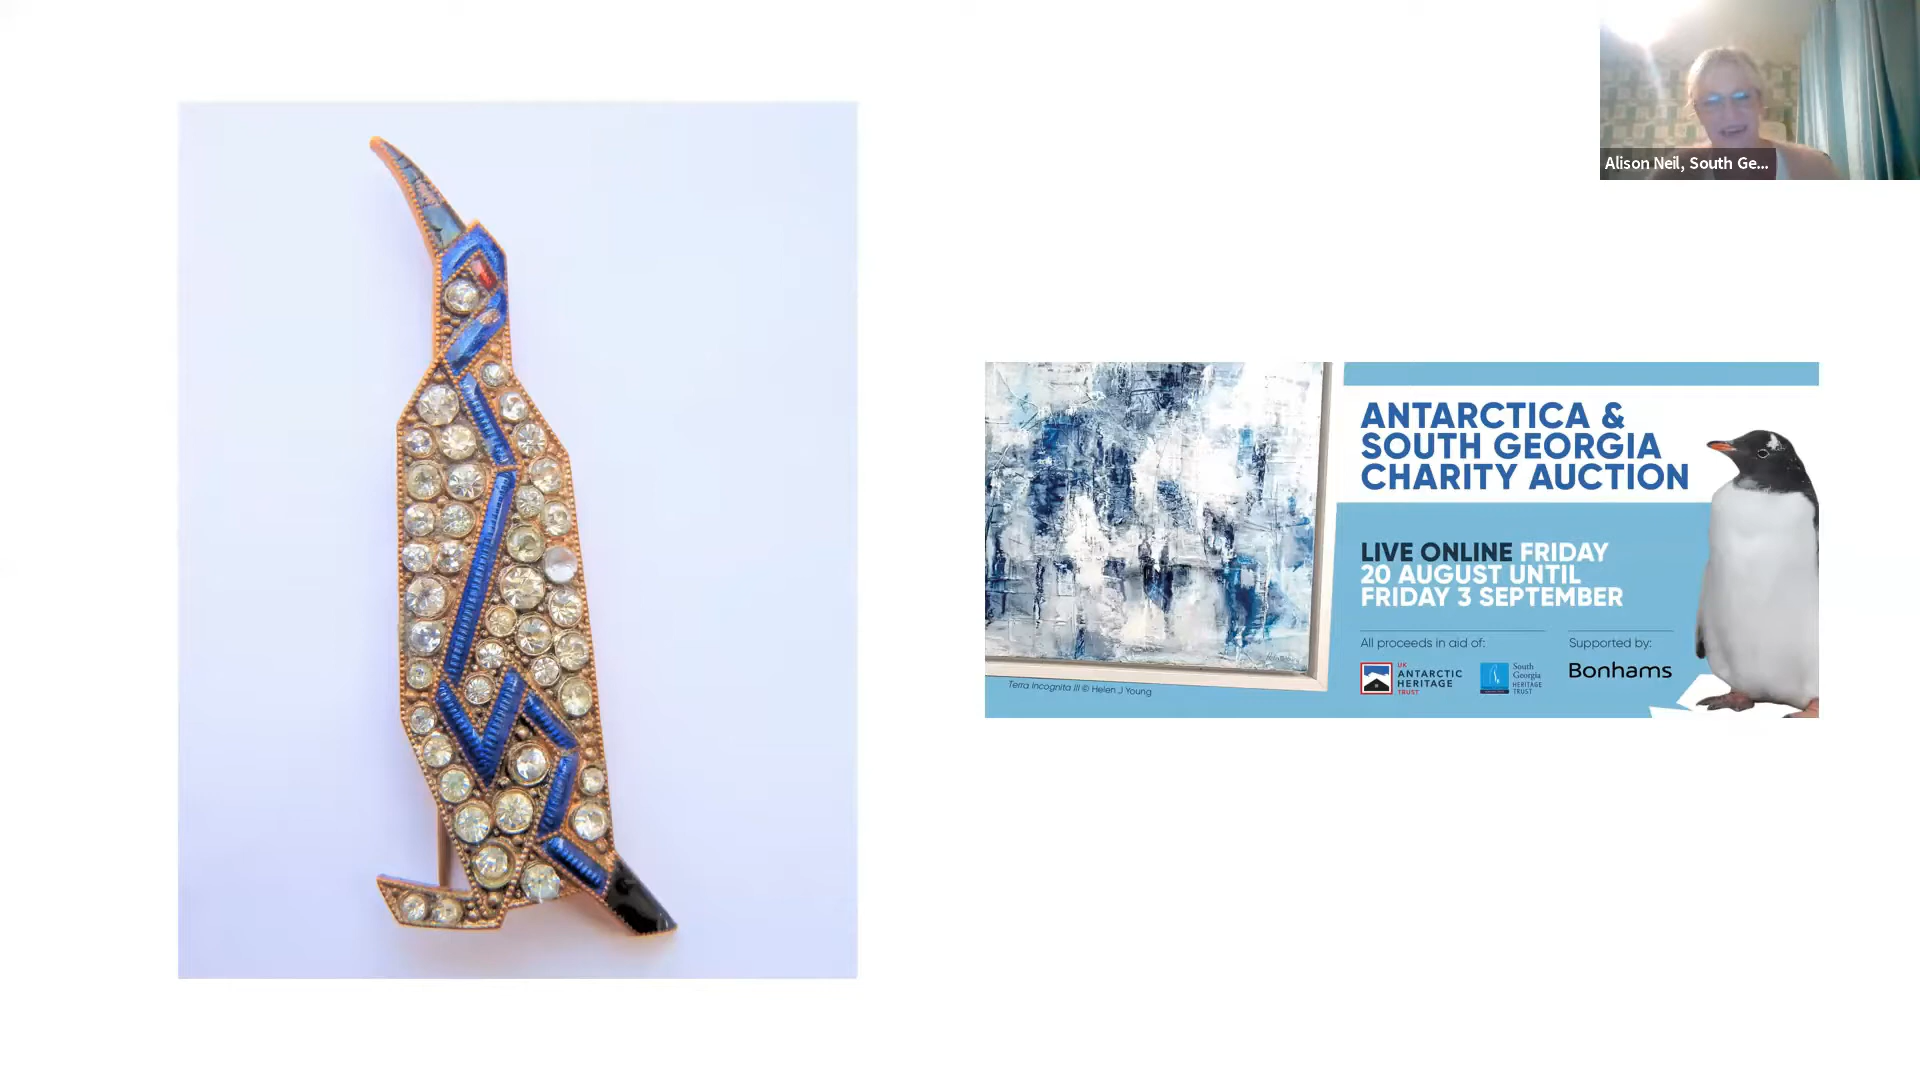 Alison Neil, South Ge...
ANTARCTICA &
SOUTH GEORGIA
CHARITY AUCTION
LIVE ONLINE FRIDAY
20 AUGUST UNTIL
FRIDAY 3 SEPTEMBER
All proceeds in aid of:
Supported by:
UK
ANTARCTIC
HERITAGE
TRUST
South
Georgia
HERITAGE
TRUST
Bonhams
Terra Incognita III © Helen J Young